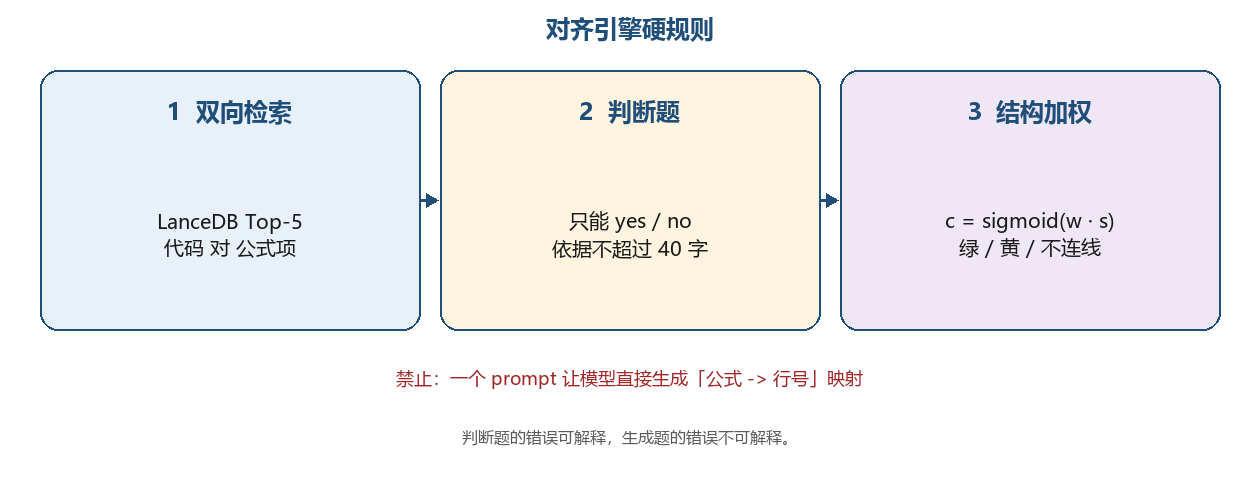 对齐引擎硬规则
1 双向检索
LanceDB Top-5
代码 对 公式项
2 判断题
只能 yes / no
依据不超过 40 字
3 结构加权
c = sigmoid(w · s)
绿 / 黄 / 不连线
禁止：一个 prompt 让模型直接生成「公式 -> 行号」映射
判断题的错误可解释，生成题的错误不可解释。